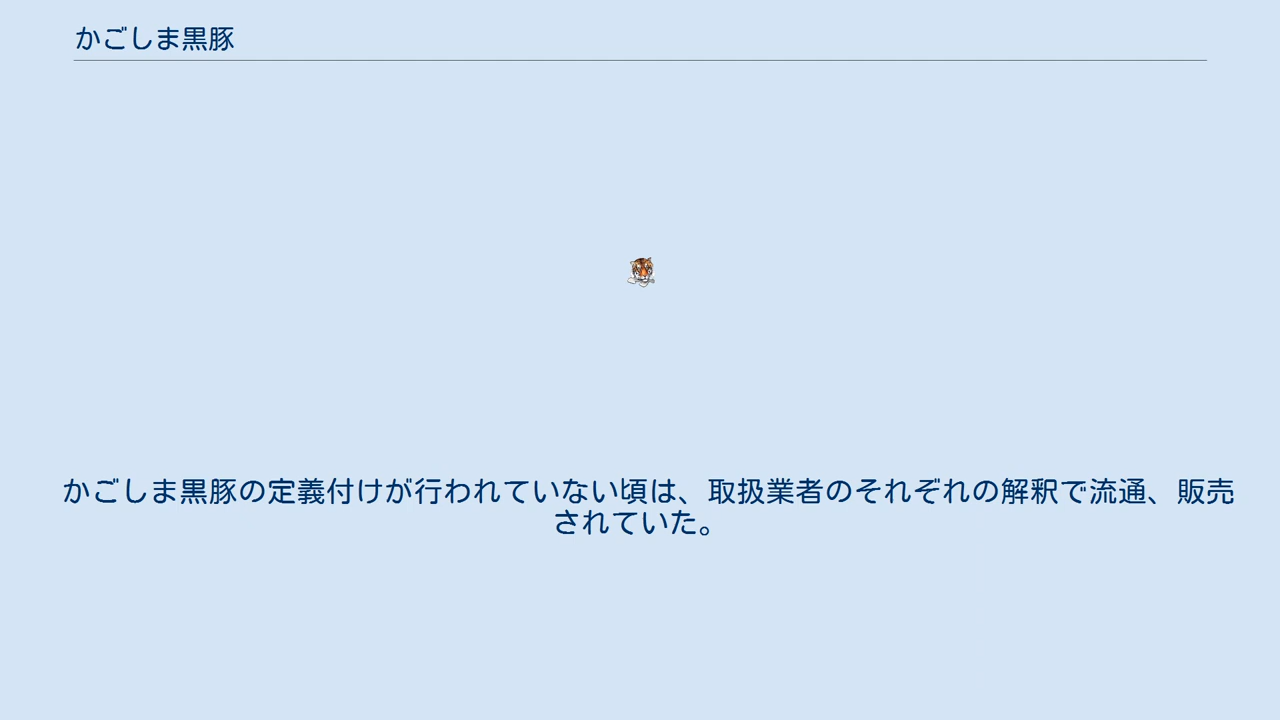 かごしま黒豚
かごしま黒豚の定義付けが行われていない頃は、取扱業者のそれぞれの解釈で流通、販売
されていた。